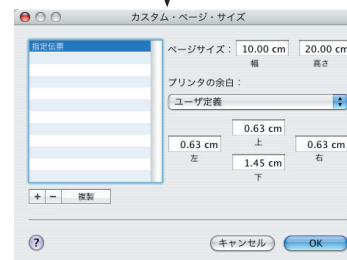 カスタム・ページ・サイズ
指定伝票
ページサイズ： 10.00 cm 20.00 cm
幅 高さ
プリンタの余白：
ユーザ定義
0.63 cm
上
0.63 cm 0.63 cm
左 右
1.45 cm
下
+ − 複製
? キャンセル OK